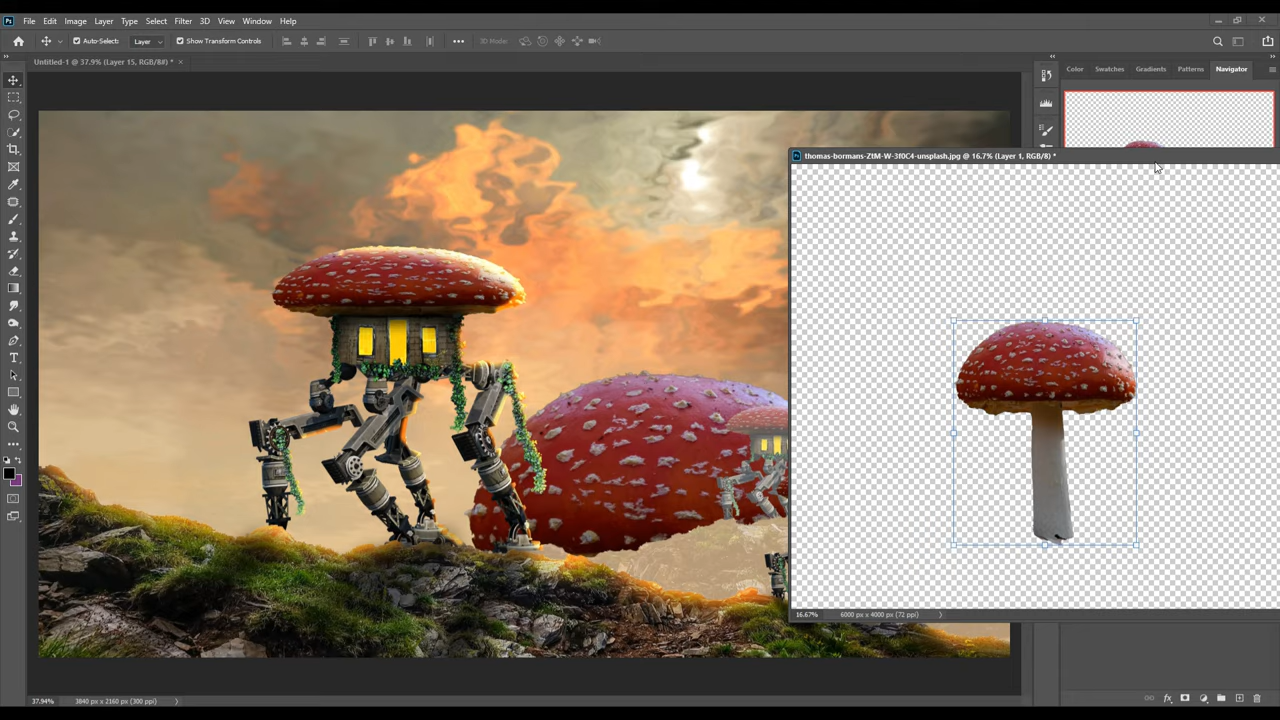 Ps File Edit Image Layer Type Select Filter 3D View Window Help
Auto-Select: Layer Show Transform Controls 3D Mode:
Untitled-1 @ 37.9% (Layer 15, RGB/8#) *
Color Swatches Gradients Patterns Navigator
thomas-bormans-ZtM-W-3f0C4-unsplash.jpg @ 16.7% (Layer 1, RGB/8) *
16.67% 6000 px x 4000 px (72 ppi)
37.94% 3840 px x 2160 px (300 ppi)